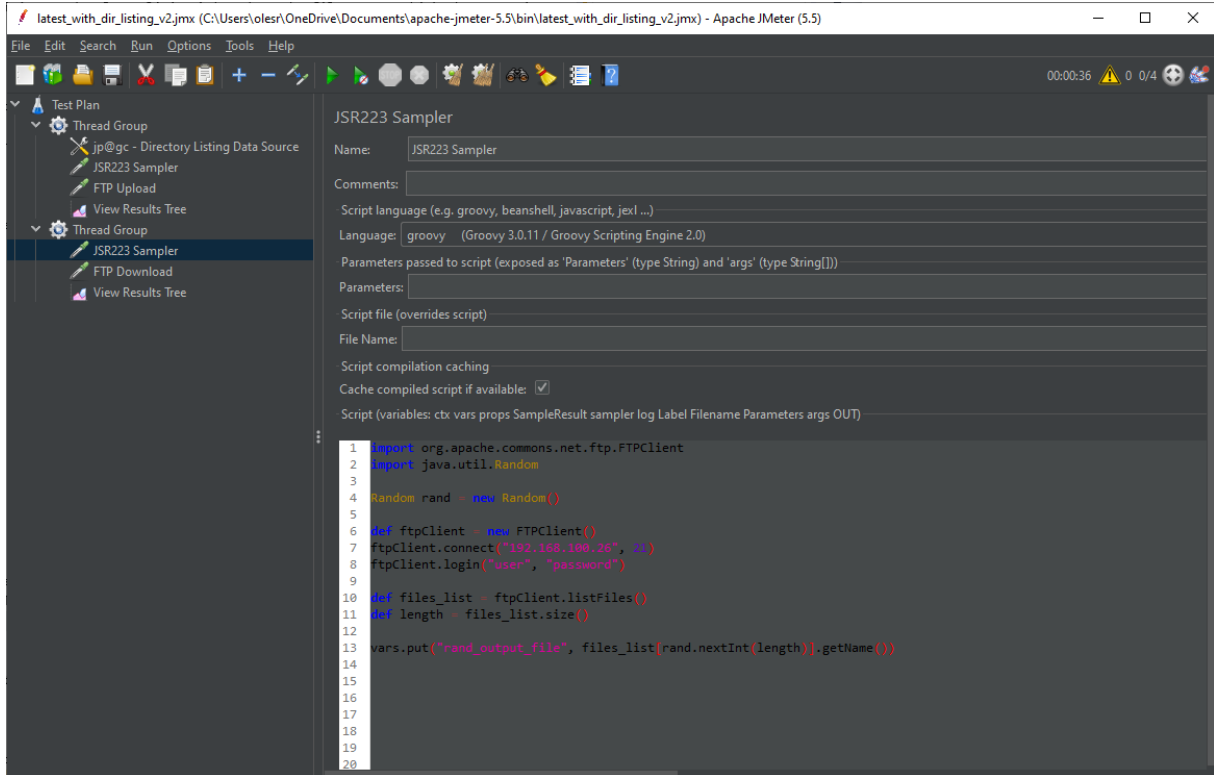 latest_with_dir_listing_v2.jmx (C:\Users\olesr\OneDrive\Documents\apache-jmeter-5.5\bin\latest_with_dir_listing_v2.jmx) - Apache JMeter (5.5)
File Edit Search Run Options Tools Help
00:00:36 0 0/4
Test Plan
Thread Group
jp@gc - Directory Listing Data Source
JSR223 Sampler
FTP Upload
View Results Tree
Thread Group
JSR223 Sampler
FTP Download
View Results Tree
JSR223 Sampler
Name: JSR223 Sampler
Comments:
Script language (e.g. groovy, beanshell, javascript, jexl ...)
Language: groovy (Groovy 3.0.11 / Groovy Scripting Engine 2.0)
Parameters passed to script (exposed as 'Parameters' (type String) and 'args' (type String[]))
Parameters:
Script file (overrides script)
File Name:
Script compilation caching
Cache compiled script if available:
Script (variables: ctx vars props SampleResult sampler log Label Filename Parameters args OUT)
1 import org.apache.commons.net.ftp.FTPClient
2 import java.util.Random
3
4 Random rand = new Random()
5
6 def ftpClient = new FTPClient()
7 ftpClient.connect("192.168.108.26", 21)
8 ftpClient.login("user", "password")
9
10 def files_list = ftpClient.listFiles()
11 def length = files_list.size()
12
13 vars.put("rand_output_file", files_list[rand.nextInt(length)].getName())
14
15
16
17
18
19
20